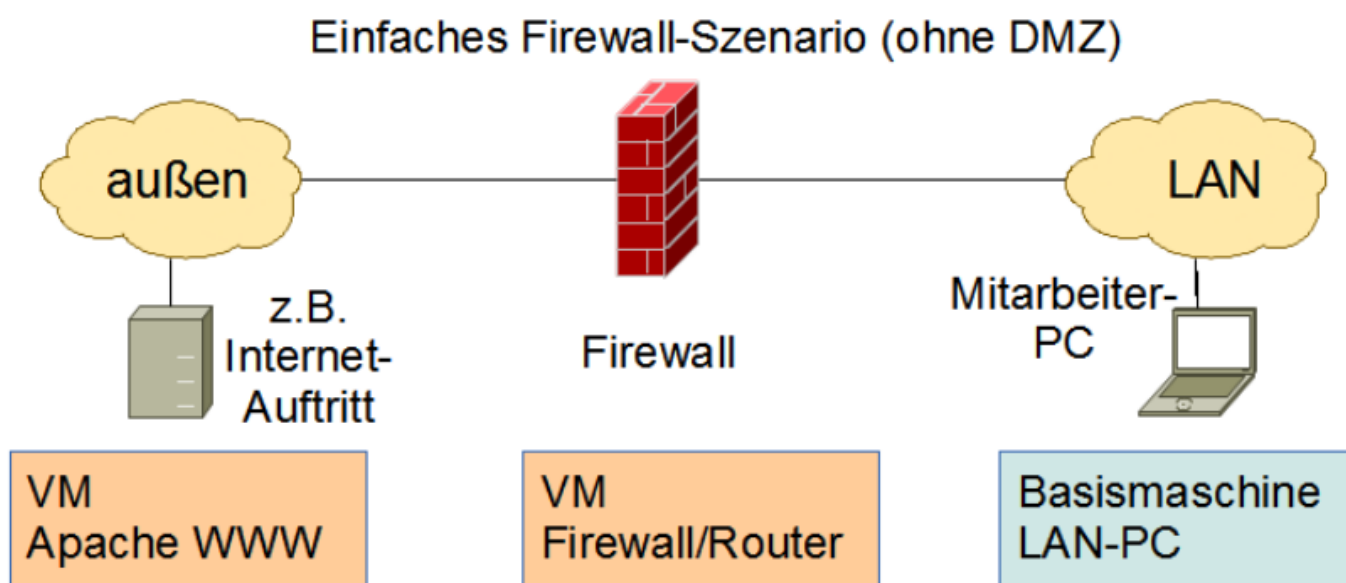 Einfaches Firewall-Szenario (ohne DMZ)
außen
LAN
z.B.
Internet-
Auftritt
Firewall
Mitarbeiter-
PC
VM
Apache WWW
VM
Firewall/Router
Basismaschine
LAN-PC